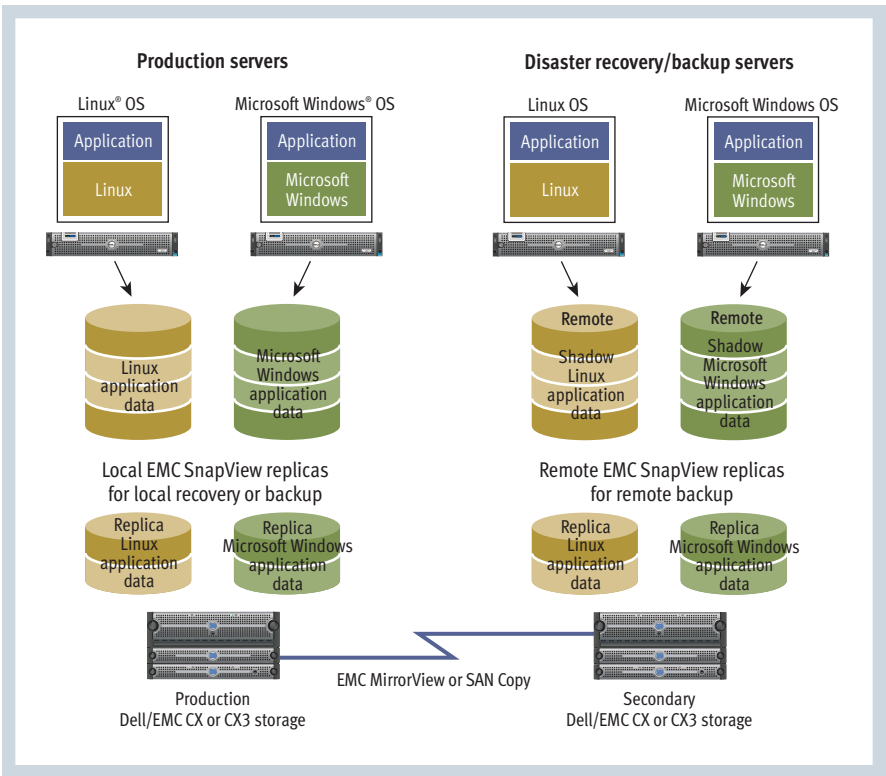 Production servers
Linux® OS
Microsoft Windows® OS
Application
Linux
Application
Microsoft
Windows
Linux
application
data
Microsoft
Windows
application
data
Local EMC SnapView replicas
for local recovery or backup
Replica
Linux
application
data
Replica
Microsoft Windows
application
data
Production
Dell/EMC CX or CX3 storage
EMC MirrorView or SAN Copy
Disaster recovery/backup servers
Linux OS
Microsoft Windows OS
Application
Linux
Application
Microsoft
Windows
Remote
Shadow
Linux
application
data
Remote
Shadow
Microsoft
Windows
application
data
Remote EMC SnapView replicas
for remote backup
Replica
Linux
application
data
Replica
Microsoft Windows
application
data
Secondary
Dell/EMC CX or CX3 storage